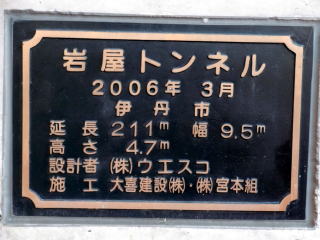 岩屋トンネル
2006年 3月
伊丹市
延長 211m 幅 9.5m
高さ 4.7m
設計者 (株)ウエスコ
施工 大喜建設(株)・(株)宮本組